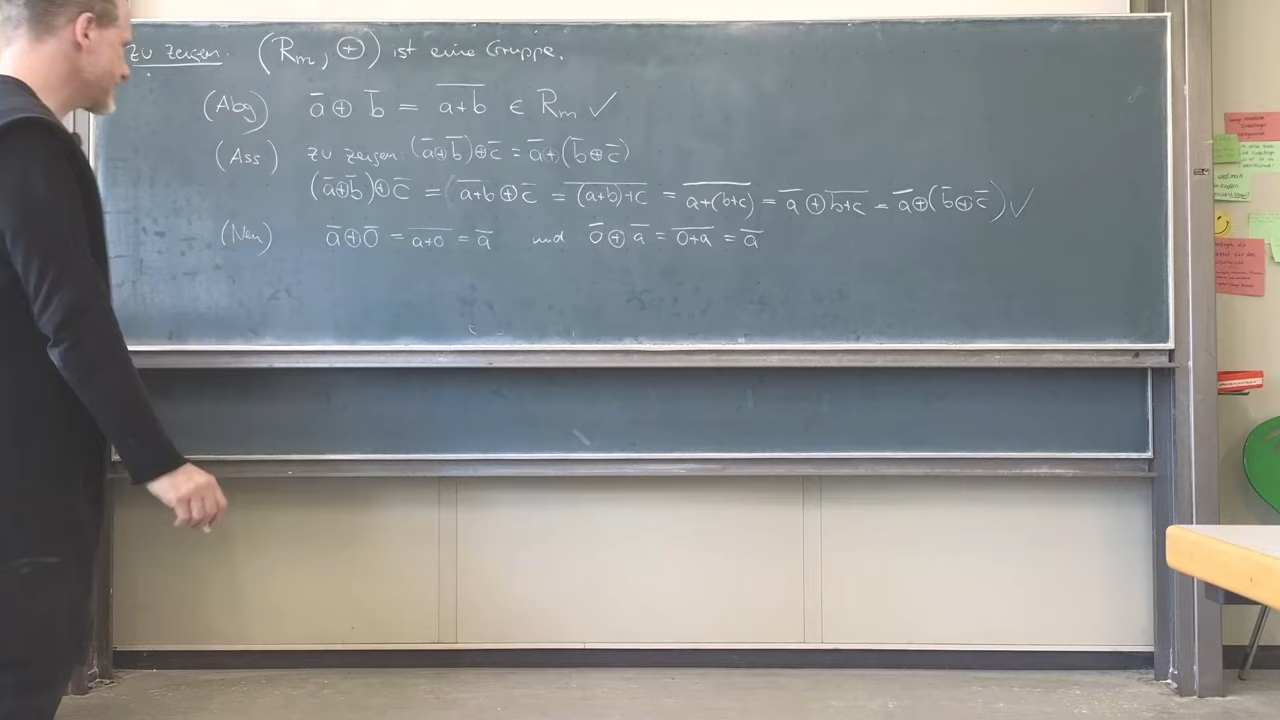 zu zeigen: (R_m, ⊕) ist eine Gruppe.
(Abg) a̅ ⊕ b̅ = \overline{a+b} ∈ R_m ✓
(Ass) zu zeigen: (a̅⊕b̅)⊕c̅ = a̅+(b̅⊕c̅)
(a̅⊕b̅)⊕c̅ = \overline{a+b} ⊕ c̅ = \overline{(a+b)+c} = \overline{a+(b+c)} = a̅ ⊕ \overline{b+c} = a̅⊕(b̅⊕c̅) ✓
(Neu) a̅⊕0̅ = \overline{a+0} = a̅ und 0̅⊕a̅ = \overline{0+a} = a̅